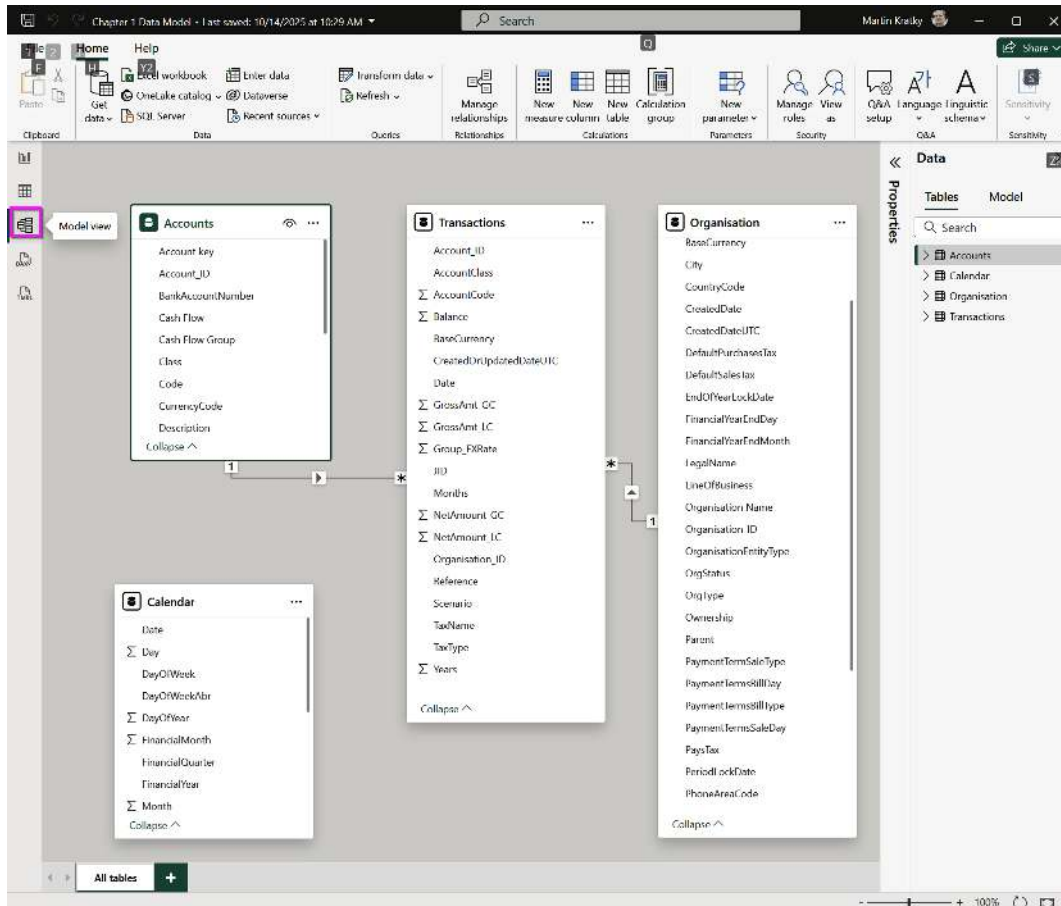 Chapter 1 Data Model • Last saved: 10/14/2025 at 10:29 AM
Search
Martin Kratky
File
Home
Help
Q
Share
2
F
H
Y2
Paste
Clipboard
Get data
Excel workbook
OneLake catalog
SQL Server
Enter data
Dataverse
Recent sources
Data
Transform data
Refresh
Queries
Manage relationships
Relationships
New measure
New column
New table
Calculation group
Calculations
New parameter
Parameters
Manage roles
View as
Security
Q&A setup
Language
Linguistic schema
Q&A
Sensitivity
Sensitivity
Model view
Accounts
Account key
Account_ID
BankAccountNumber
Cash Flow
Cash Flow Group
Class
Code
CurrencyCode
Description
Collapse
1
*
Transactions
Account_ID
AccountClass
AccountCode
Balance
BaseCurrency
CreatedOrUpdatedDateUTC
Date
GrossAmt_GC
GrossAmt_LC
Group_FXRate
JID
Months
NetAmount_GC
NetAmount_LC
Organisation_ID
Reference
Scenario
TaxName
TaxType
Years
Collapse
*
1
Organisation
BaseCurrency
City
CountryCode
CreatedDate
CreatedDateUTC
DefaultPurchasesTax
DefaultSalesTax
EndOfYearLockDate
FinancialYearEndDay
FinancialYearEndMonth
LegalName
LineOfBusiness
Organisation Name
Organisation_ID
OrganisationEntityType
OrgStatus
OrgType
Ownership
Parent
PaymentTermSaleType
PaymentTermsBillDay
PaymentTermsBillType
PaymentTermsSaleDay
PaysTax
PeriodLockDate
PhoneAreaCode
Collapse
Calendar
Date
Day
DayOfWeek
DayOfWeekAbr
DayOfYear
FinancialMonth
FinancialQuarter
FinancialYear
Month
Collapse
Properties
Data
Tables
Model
Search
Accounts
Calendar
Organisation
Transactions
All tables
100%